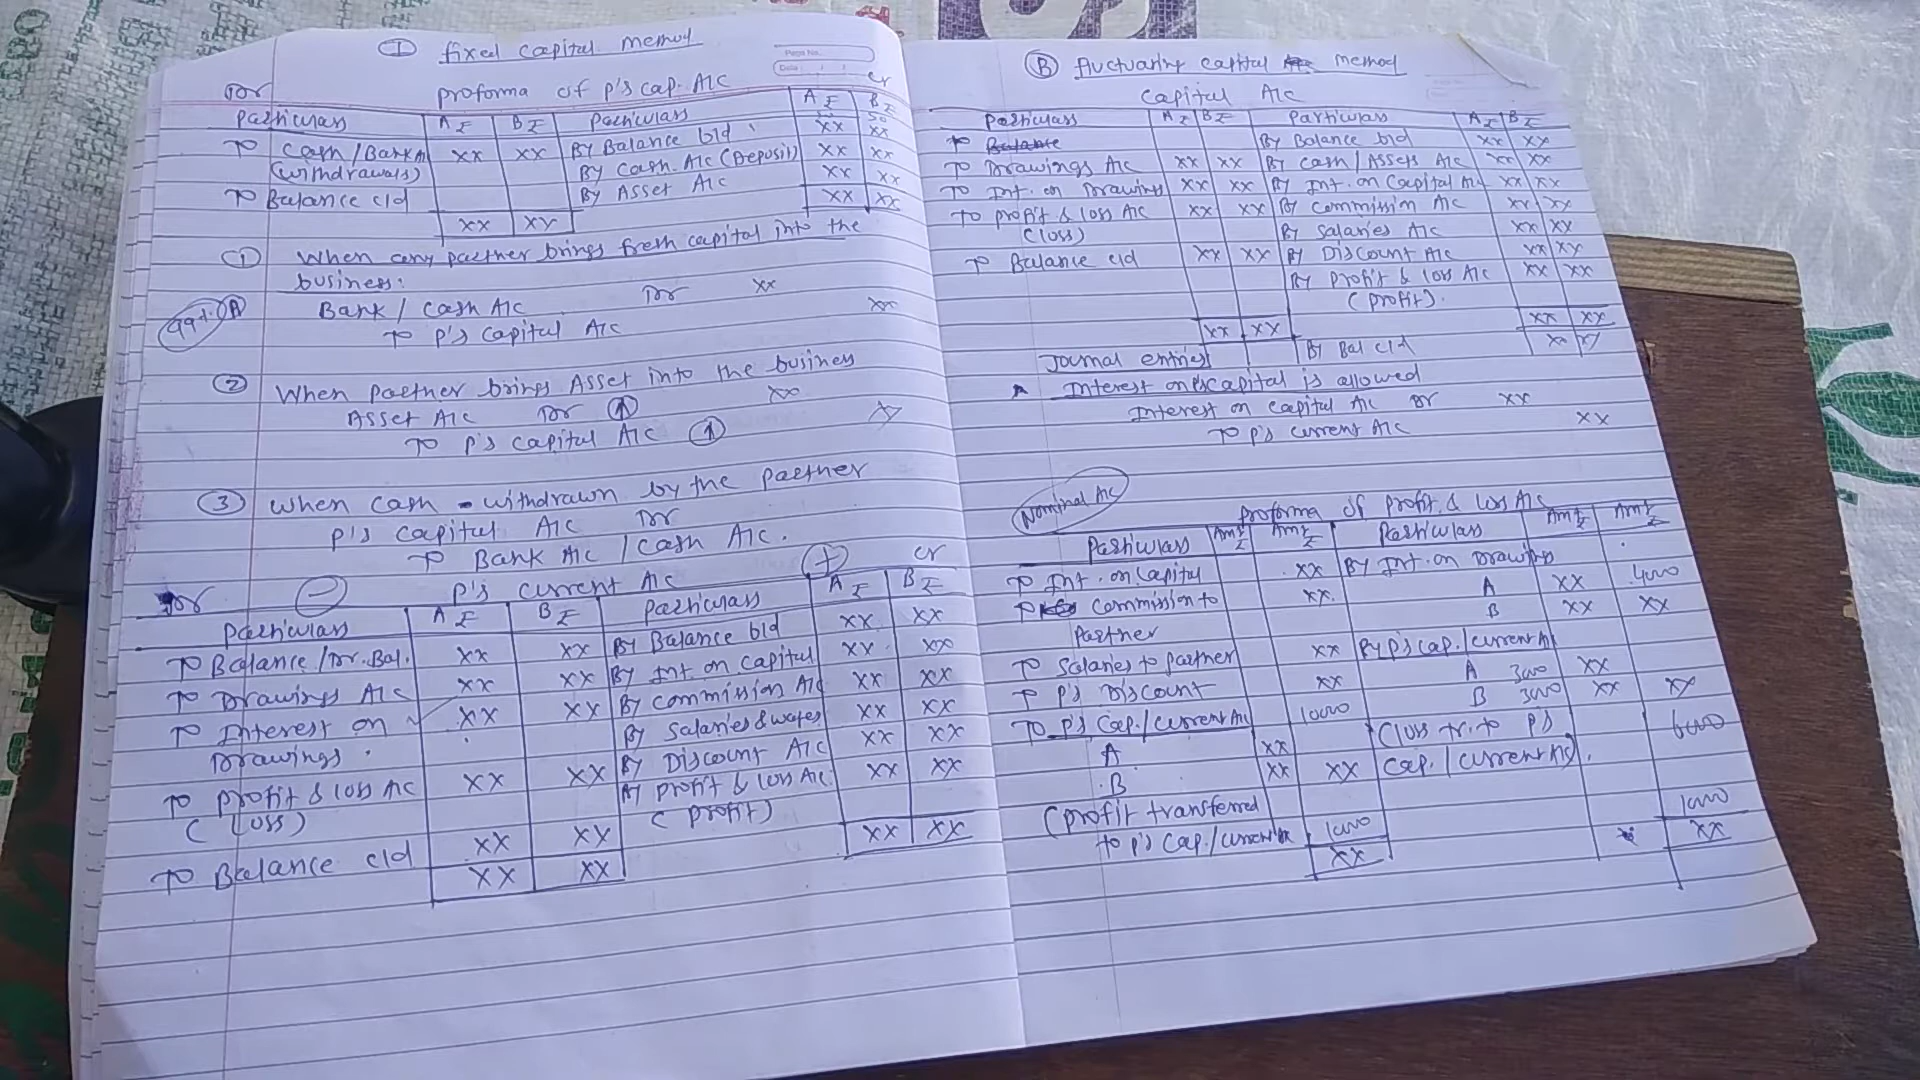 ① fixed capital method
Page No.
Date
Dr proforma of P's cap. A/c cr
Particulars A ₹ B ₹ Particulars A ₹ B ₹
To Cash/Bank A/c xx xx By Balance b/d xx xx
(withdrawals) By Cash A/c (Deposit) xx xx
To Balance c/d By Asset A/c xx xx
xx xx xx xx
① When any partner brings fresh capital into the
business:
Bank / Cash A/c Dr xx
To P's Capital A/c xx
② When partner brings Asset into the business
Asset A/c Dr ↑ xx
To P's Capital A/c ↑ xx
③ When cash withdrawn by the partner
P's Capital A/c Dr
To Bank A/c / Cash A/c.
Dr − P's current A/c + cr
Particulars A ₹ B ₹ Particulars A ₹ B ₹
To Balance / Dr. Bal. xx xx By Balance b/d xx xx
To Drawings A/c xx xx By Int. on Capital xx xx
To Interest on xx xx By Commission A/c xx xx
Drawings. By Salaries & wages xx xx
To Profit & loss A/c xx xx By Discount A/c xx xx
(Loss) By profit & loss A/c xx xx
(profit)
To Balance c/d xx xx xx xx
xx xx
Ⓑ fluctuating capital method
Capital A/c
Particulars A ₹ B ₹ Particulars A ₹ B ₹
To Balance By Balance b/d xx xx
To Drawings A/c xx xx By Cash / Assets A/c xx xx
To Int. on Drawings xx xx By Int. on Capital A/c xx xx
To profit & loss A/c xx xx By Commission A/c xx xx
(Loss) By Salaries A/c xx xx
To Balance c/d xx xx By Discount A/c xx xx
By Profit & loss A/c xx xx
(profit).
xx xx xx xx
Journal entries By Bal c/d xx xx
Interest on P's capital is allowed
Interest on capital A/c Dr xx
To P's current A/c xx
Nominal A/c
proforma of profit & loss A/c
Particulars Amt ₹ Amt ₹ Particulars Amt ₹ Amt ₹
To Int. on Capital xx By Int. on Drawings
To Commission to xx A xx 4000
Partner B xx xx
To Salaries to partner xx By P's cap./current A/c
To P's Discount xx A 3000 xx
To P's Cap./current A/c 10000 B 3000 xx xx
A xx (Loss tr. to P's 6000
B xx xx cap./current A/c).
(profit transferred 1000
to P's Cap./current A/c 1000 xx
xx